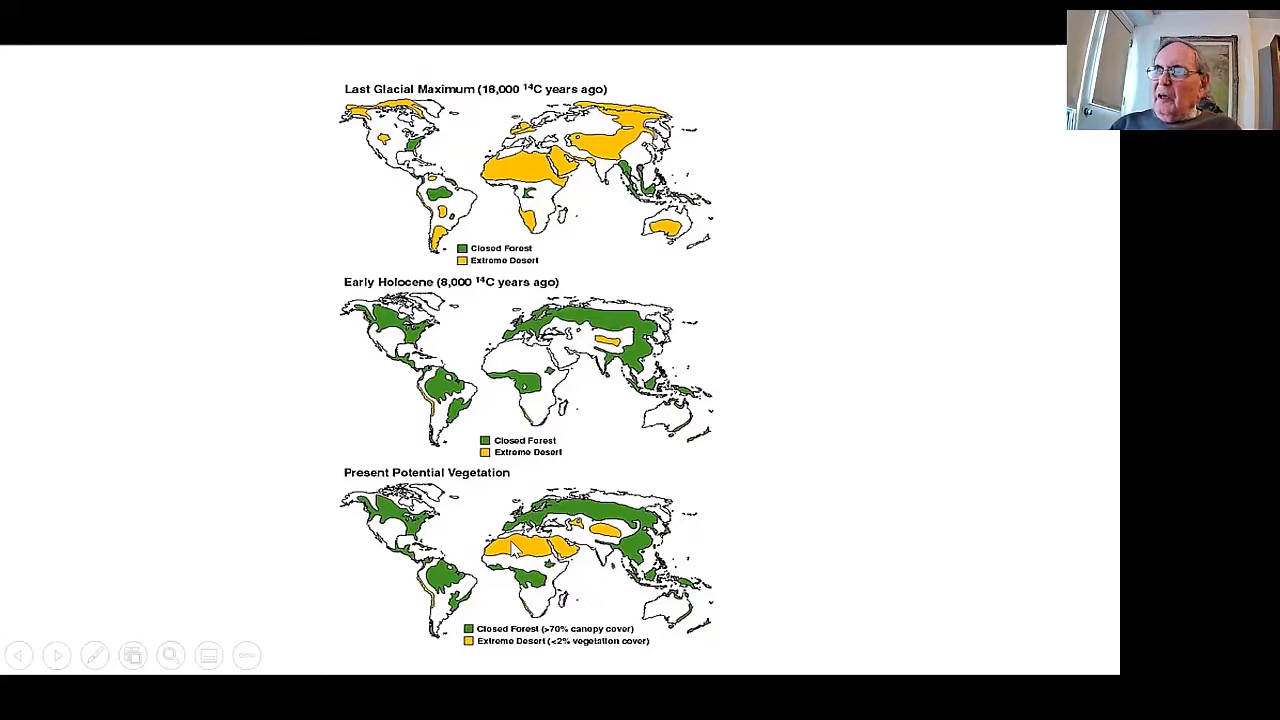 Last Glacial Maximum (18,000 ¹⁴C years ago)
Closed Forest
Extreme Desert
Early Holocene (8,000 ¹⁴C years ago)
Closed Forest
Extreme Desert
Present Potential Vegetation
Closed Forest (>70% canopy cover)
Extreme Desert (<2% vegetation cover)